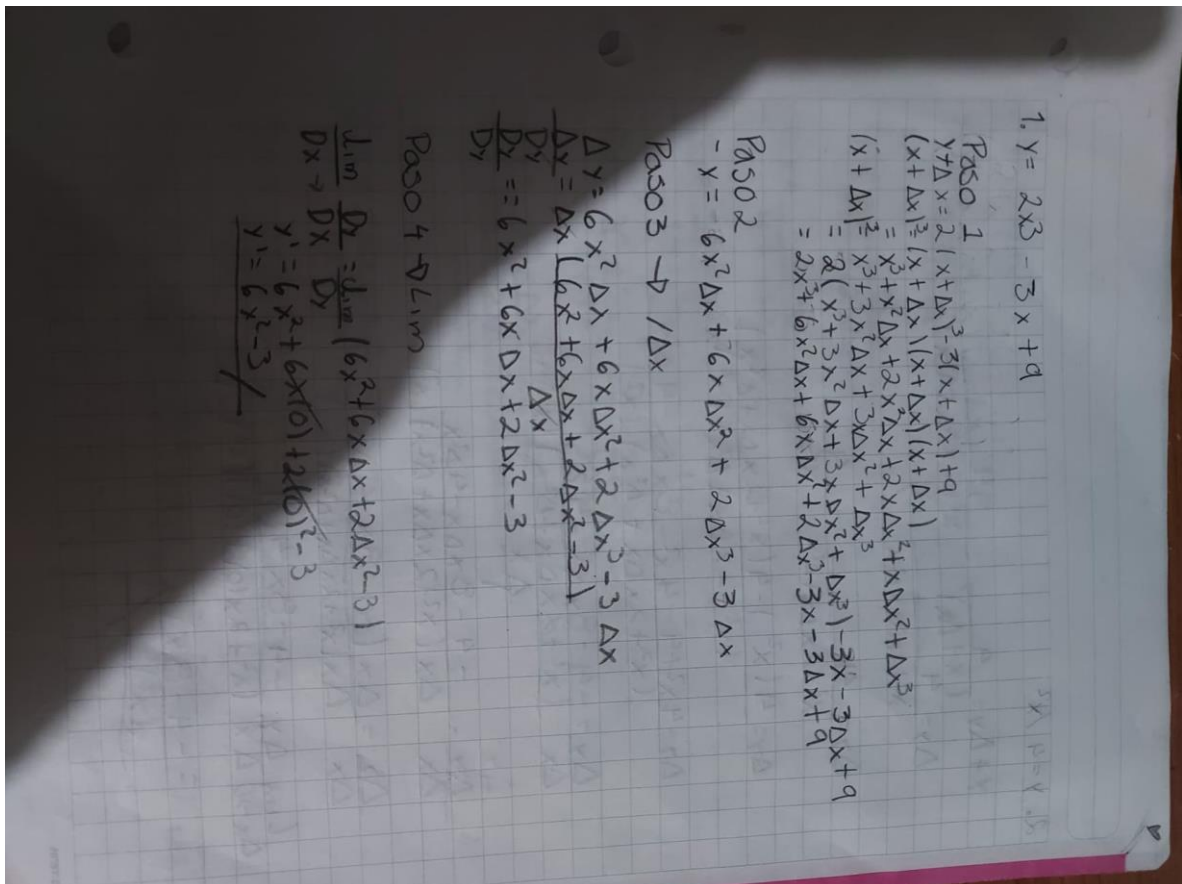 1. y = 2x3 - 3x + 9
Paso 1
y+Δx = 2(x+Δx)³ - 3(x+Δx)+9
(x+Δx)³ = (x+Δx)(x+Δx)(x+Δx)
= x³+x²Δx+2x²Δx+2xΔx²+xΔx²+Δx³
(x+Δx)³ = x³+3x²Δx+3xΔx²+Δx³
= 2(x³+3x²Δx+3xΔx²+Δx³)-3x-3Δx+9
= 2x³+6x²Δx+6xΔx²+2Δx³-3x-3Δx+9
Paso 2
-y = 6x²Δx+6xΔx²+2Δx³-3Δx
Paso 3 → /Δx
Δy = 6x²Δx+6xΔx²+2Δx³-3Δx
Δy/Dy = Δx(6x²+6xΔx+2Δx²-3)/Δx
Dy/Dy = 6x²+6xΔx+2Δx²-3
Paso 4 → Lim
Lim/Dx→ Dy/Dx = Lim/Dy (6x²+6xΔx+2Δx²-3)
y' = 6x²+6x(0)+2(0)²-3
y' = 6x²-3